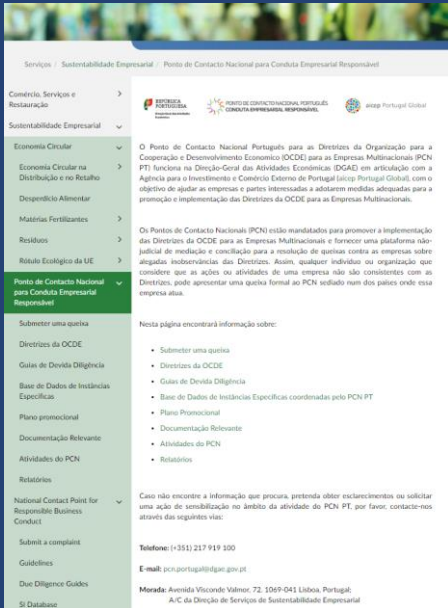 Serviços / Sustentabilidade Empresarial / Ponto de Contacto Nacional para Conduta Empresarial Responsável
Comércio, Serviços e
Restauração
Sustentabilidade Empresarial
Economia Circular
Economia Circular na
Distribuição e no Retalho
Desperdício Alimentar
Matérias Fertilizantes
Resíduos
Rótulo Ecológico da UE
Ponto de Contacto Nacional
para Conduta Empresarial
Responsável
Submeter uma queixa
Diretrizes da OCDE
Guias de Devida Diligência
Base de Dados de Instâncias
Específicas
Plano promocional
Documentação Relevante
Atividades do PCN
Relatórios
National Contact Point for
Responsible Business
Conduct
Submit a complaint
Guidelines
Due Diligence Guides
SI Database
REPÚBLICA
PORTUGUESA
PONTO DE CONTACTO NACIONAL PORTUGUÊS
CONDUTA EMPRESARIAL RESPONSÁVEL
aicep Portugal Global
O Ponto de Contacto Nacional Português para as Diretrizes da Organização para a
Cooperação e Desenvolvimento Economico (OCDE) para as Empresas Multinacionais (PCN
PT) funciona na Direção-Geral das Atividades Económicas (DGAE) em articulação com a
Agência para o Investimento e Comércio Externo de Portugal (aicep Portugal Global), com o
objetivo de ajudar as empresas e partes interessadas a adotarem medidas adequadas para a
promoção e implementação das Diretrizes da OCDE para as Empresas Multinacionais.
Os Pontos de Contacto Nacionais (PCN) estão mandatados para promover a implementação
das Diretrizes da OCDE para as Empresas Multinacionais e fornecer uma plataforma não-
judicial de mediação e conciliação para a resolução de queixas contra as empresas sobre
alegadas inobservâncias das Diretrizes. Assim, qualquer indivíduo ou organização que
considere que as ações ou atividades de uma empresa não são consistentes com as
Diretrizes, pode apresentar uma queixa formal ao PCN sediado num dos países onde essa
empresa atua.
Nesta página encontrará informação sobre:
• Submeter uma queixa
• Diretrizes da OCDE
• Guias de Devida Diligência
• Base de Dados de Instâncias Específicas coordenadas pelo PCN PT
• Plano Promocional
• Documentação Relevante
• Atividades do PCN
• Relatórios
Caso não encontre a informação que procura, pretenda obter esclarecimentos ou solicitar
uma ação de sensibilização no âmbito da atividade do PCN PT, por favor, contacte-nos
através das seguintes vias:
Telefone: (+351) 217 919 100
E-mail: pcn.portugal@dgae.gov.pt
Morada: Avenida Visconde Valmor, 72, 1069-041 Lisboa, Portugal;
A/C da Direção de Serviços de Sustentabilidade Empresarial